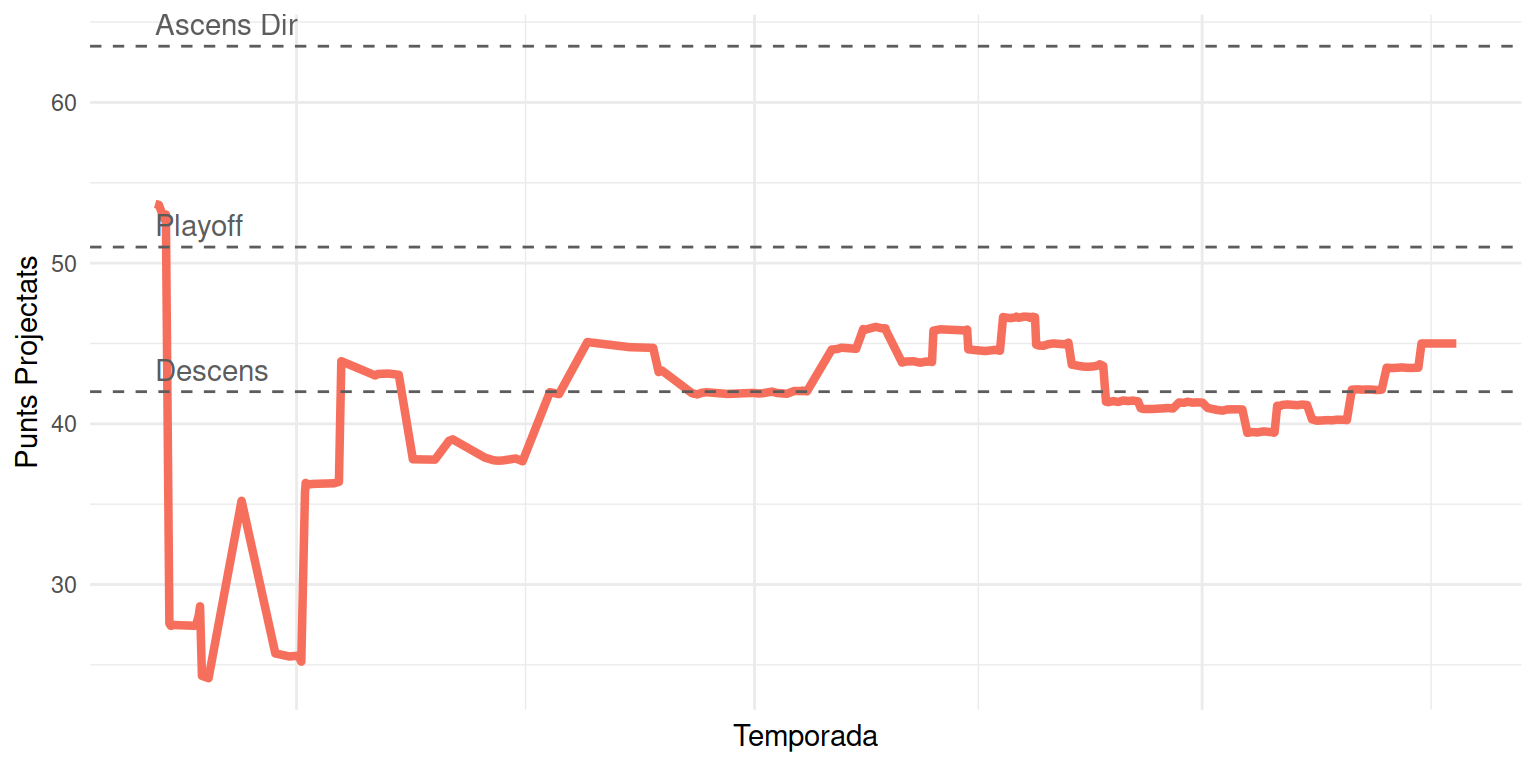 Ascens Dir
60
Playoff
50
Punts Projectats
Descens
40
30
Temporada